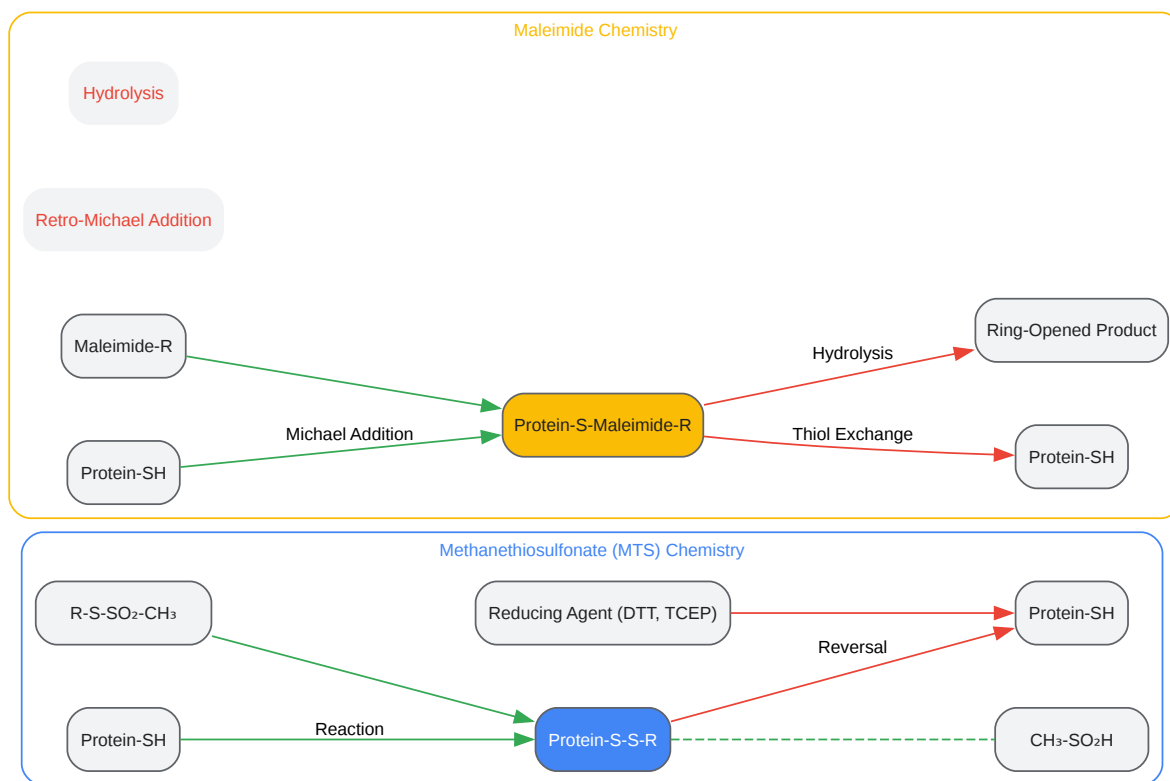 Maleimide Chemistry
Hydrolysis
Retro-Michael Addition
Maleimide-R
Ring-Opened Product
Hydrolysis
Protein-S-Maleimide-R
Michael Addition
Thiol Exchange
Protein-SH
Protein-SH
Methanethiosulfonate (MTS) Chemistry
R-S-SO₂-CH₃
Reducing Agent (DTT, TCEP)
Protein-SH
Reversal
Reaction
Protein-SH
Protein-S-S-R
CH₃-SO₂H